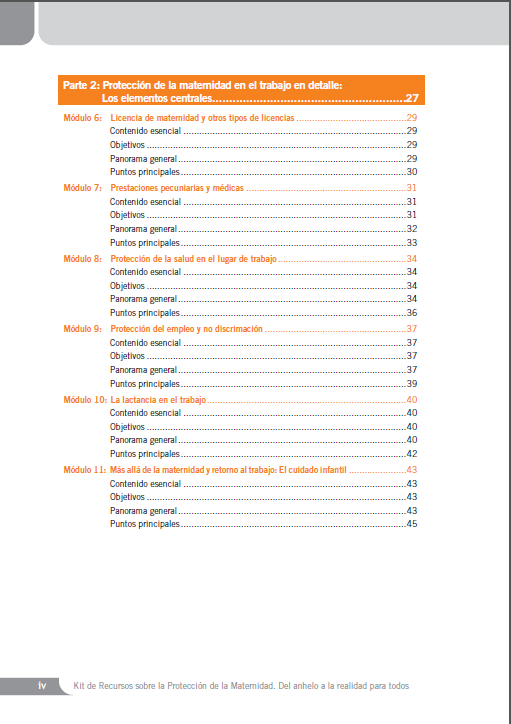 Parte 2: Protección de la maternidad en el trabajo en detalle:
Los elementos centrales..........................................................27
Módulo 6: Licencia de maternidad y otros tipos de licencias ..........................................29
Contenido esencial ..........................................29
Objetivos ..........................................29
Panorama general ..........................................29
Puntos principales ..........................................30
Módulo 7: Prestaciones pecuniarias y médicas ..........................................31
Contenido esencial ..........................................31
Objetivos ..........................................31
Panorama general ..........................................32
Puntos principales ..........................................33
Módulo 8: Protección de la salud en el lugar de trabajo ..........................................34
Contenido esencial ..........................................34
Objetivos ..........................................34
Panorama general ..........................................34
Puntos principales ..........................................36
Módulo 9: Protección del empleo y no discrimación ..........................................37
Contenido esencial ..........................................37
Objetivos ..........................................37
Panorama general ..........................................37
Puntos principales ..........................................39
Módulo 10: La lactancia en el trabajo ..........................................40
Contenido esencial ..........................................40
Objetivos ..........................................40
Panorama general ..........................................40
Puntos principales ..........................................42
Módulo 11: Más allá de la maternidad y retorno al trabajo: El cuidado infantil ......................43
Contenido esencial ..........................................43
Objetivos ..........................................43
Panorama general ..........................................43
Puntos principales ..........................................45
iv Kit de Recursos sobre la Protección de la Maternidad. Del anhelo a la realidad para todos